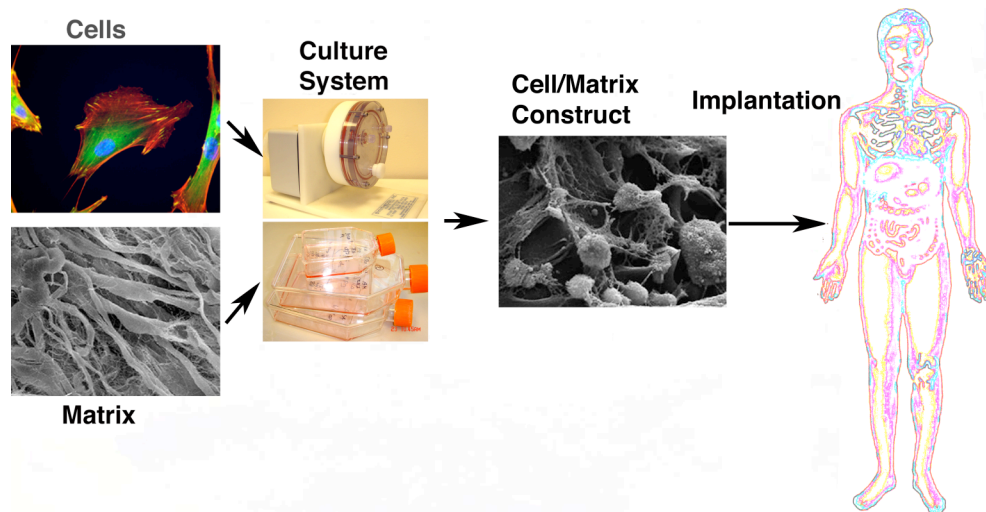 Cells
Culture
System
Cell/Matrix
Construct
Implantation
Matrix